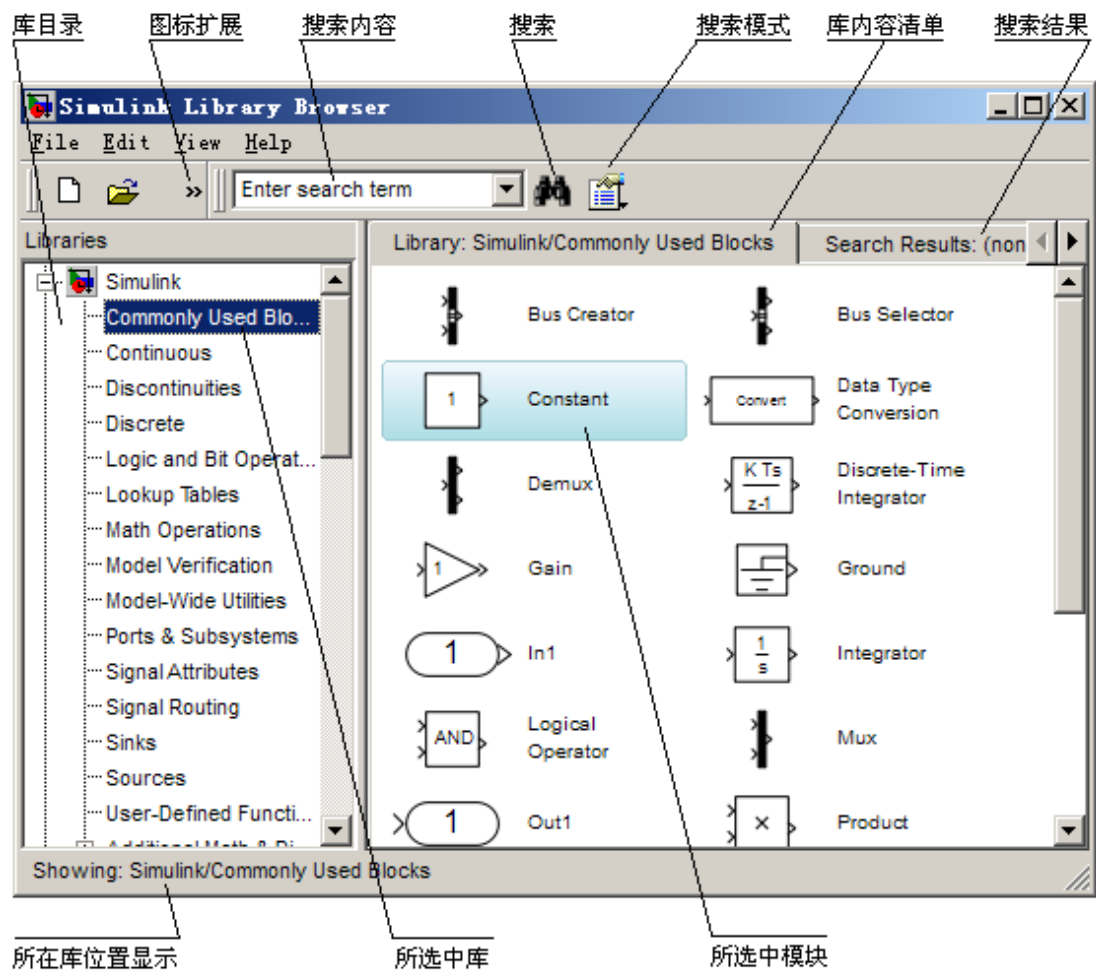 库目录 图标扩展 搜索内容 搜索 搜索模式 库内容清单 搜索结果
Simulink Library Browser
File Edit View Help
» Enter search term
Libraries
Simulink
Commonly Used Blo...
Continuous
Discontinuities
Discrete
Logic and Bit Operat...
Lookup Tables
Math Operations
Model Verification
Model-Wide Utilities
Ports & Subsystems
Signal Attributes
Signal Routing
Sinks
Sources
User-Defined Functi...
Additional Math & Di...
Library: Simulink/Commonly Used Blocks Search Results: (non
Bus Creator Bus Selector
1 Constant Convert Data Type
Conversion
Demux K Ts
z-1 Discrete-Time
Integrator
1 Gain Ground
1 In1 1
s Integrator
AND Logical
Operator Mux
1 Out1 × Product
Showing: Simulink/Commonly Used Blocks
所在库位置显示 所选中库 所选中模块